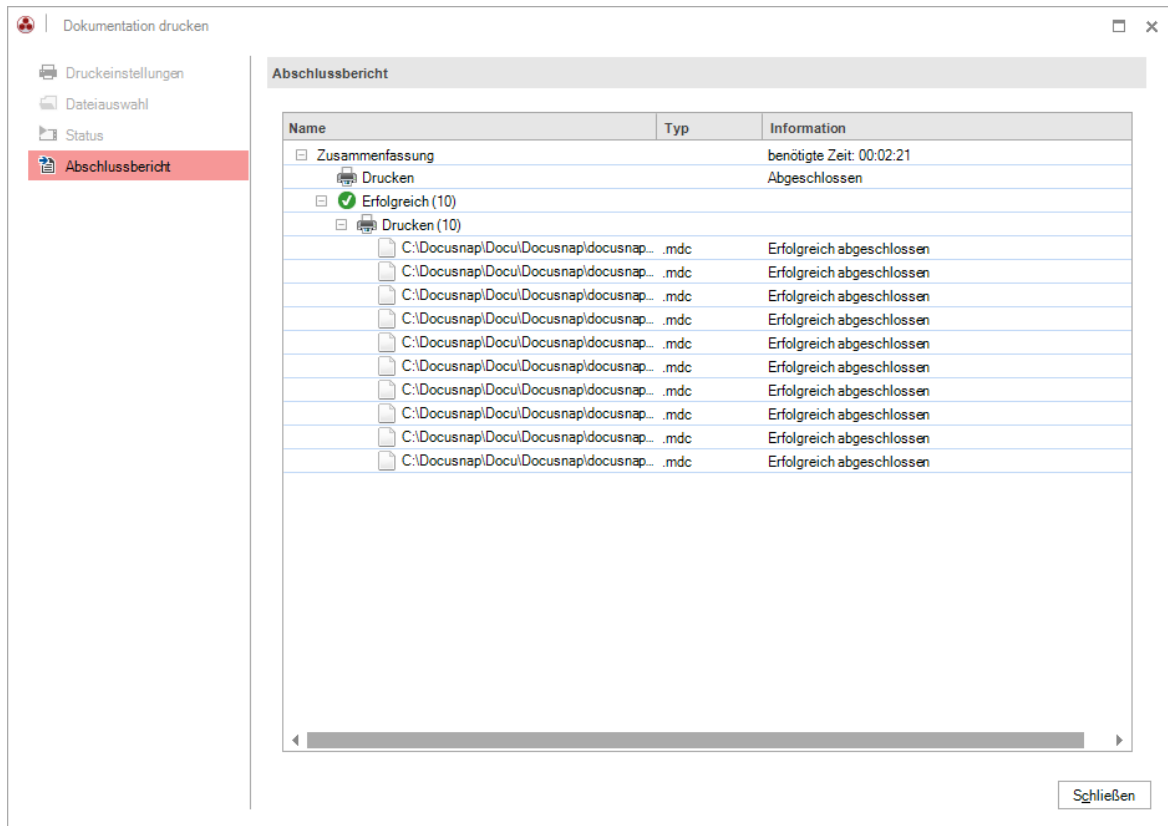 Dokumentation drucken
Druckeinstellungen
Dateiauswahl
Status
Abschlussbericht
Abschlussbericht
Name Typ Information
Zusammenfassung benötigte Zeit: 00:02:21
Drucken Abgeschlossen
Erfolgreich (10)
Drucken (10)
C:\Docusnap\Docu\Docusnap\docusnap... .mdc Erfolgreich abgeschlossen
C:\Docusnap\Docu\Docusnap\docusnap... .mdc Erfolgreich abgeschlossen
C:\Docusnap\Docu\Docusnap\docusnap... .mdc Erfolgreich abgeschlossen
C:\Docusnap\Docu\Docusnap\docusnap... .mdc Erfolgreich abgeschlossen
C:\Docusnap\Docu\Docusnap\docusnap... .mdc Erfolgreich abgeschlossen
C:\Docusnap\Docu\Docusnap\docusnap... .mdc Erfolgreich abgeschlossen
C:\Docusnap\Docu\Docusnap\docusnap... .mdc Erfolgreich abgeschlossen
C:\Docusnap\Docu\Docusnap\docusnap... .mdc Erfolgreich abgeschlossen
C:\Docusnap\Docu\Docusnap\docusnap... .mdc Erfolgreich abgeschlossen
C:\Docusnap\Docu\Docusnap\docusnap... .mdc Erfolgreich abgeschlossen
Schließen